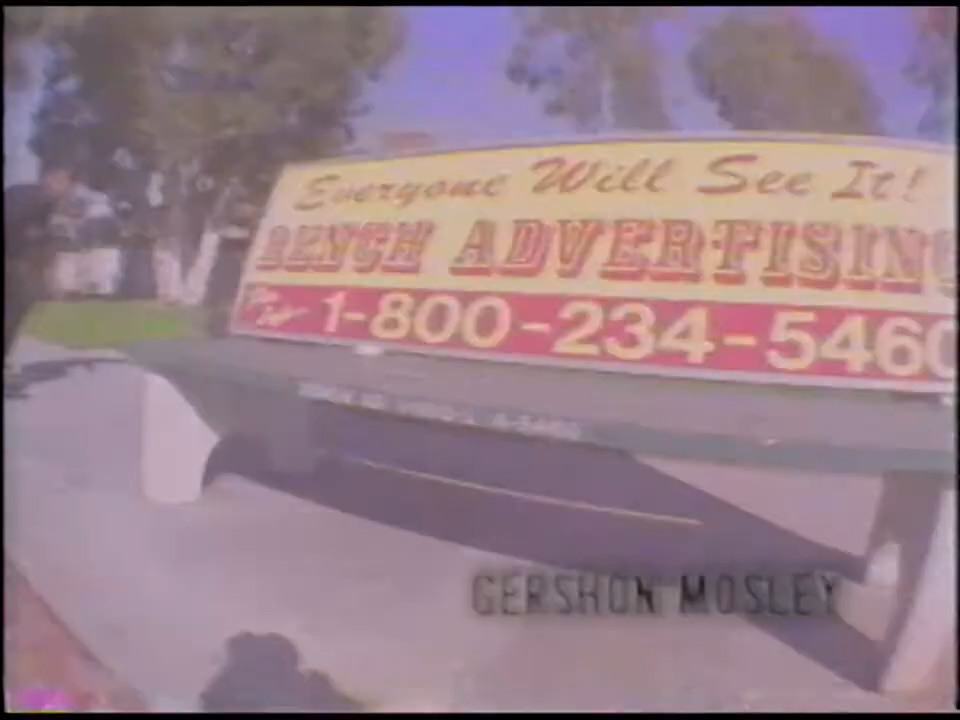 Everyone Will See It!
BENCH ADVERTISING
1-800-234-5460
GERSHON MOSLEY